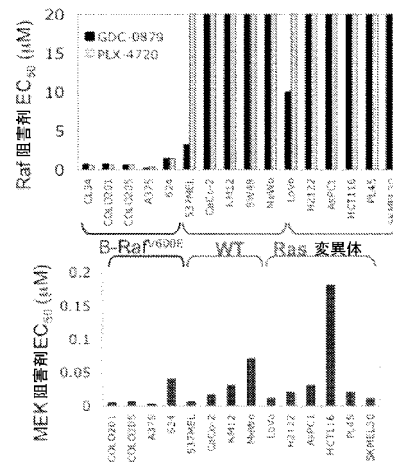 Raf 阻害剤 EC50 (μM)
20
15
10
5
0
GDC-0879
PLX-4720
CL34
COLO201
COLO205
A375
624
537MEL
CaCo-2
KM12
SW48
MeWo
LoVo
H2122
AsPC1
HCT116
PL45
SKMEL30
B-Raf V600E
WT
Ras 変異体
MEK 阻害剤 EC50 (μM)
0.2
0.15
0.1
0.05
0
COLO201
COLO205
A375
624
537MEL
CaCo-2
KM12
MeWo
LoVo
H2122
AsPC1
HCT116
PL45
SKMEL30